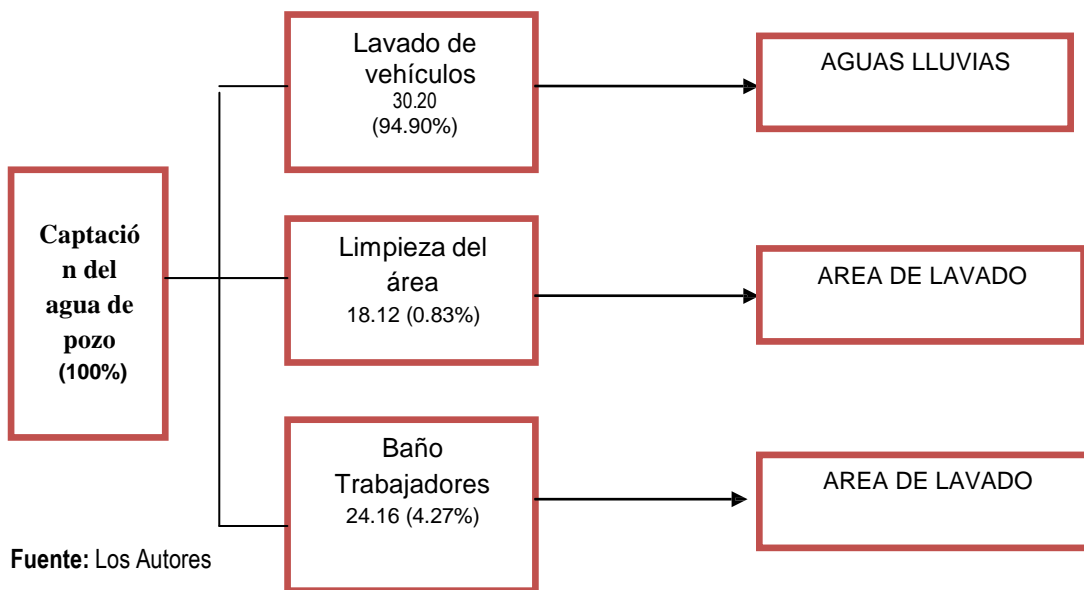 Captació
n del
agua de
pozo
(100%)
Lavado de
vehículos
30.20
(94.90%)
AGUAS LLUVIAS
Limpieza del
área
18.12 (0.83%)
AREA DE LAVADO
Baño
Trabajadores
24.16 (4.27%)
AREA DE LAVADO
Fuente: Los Autores